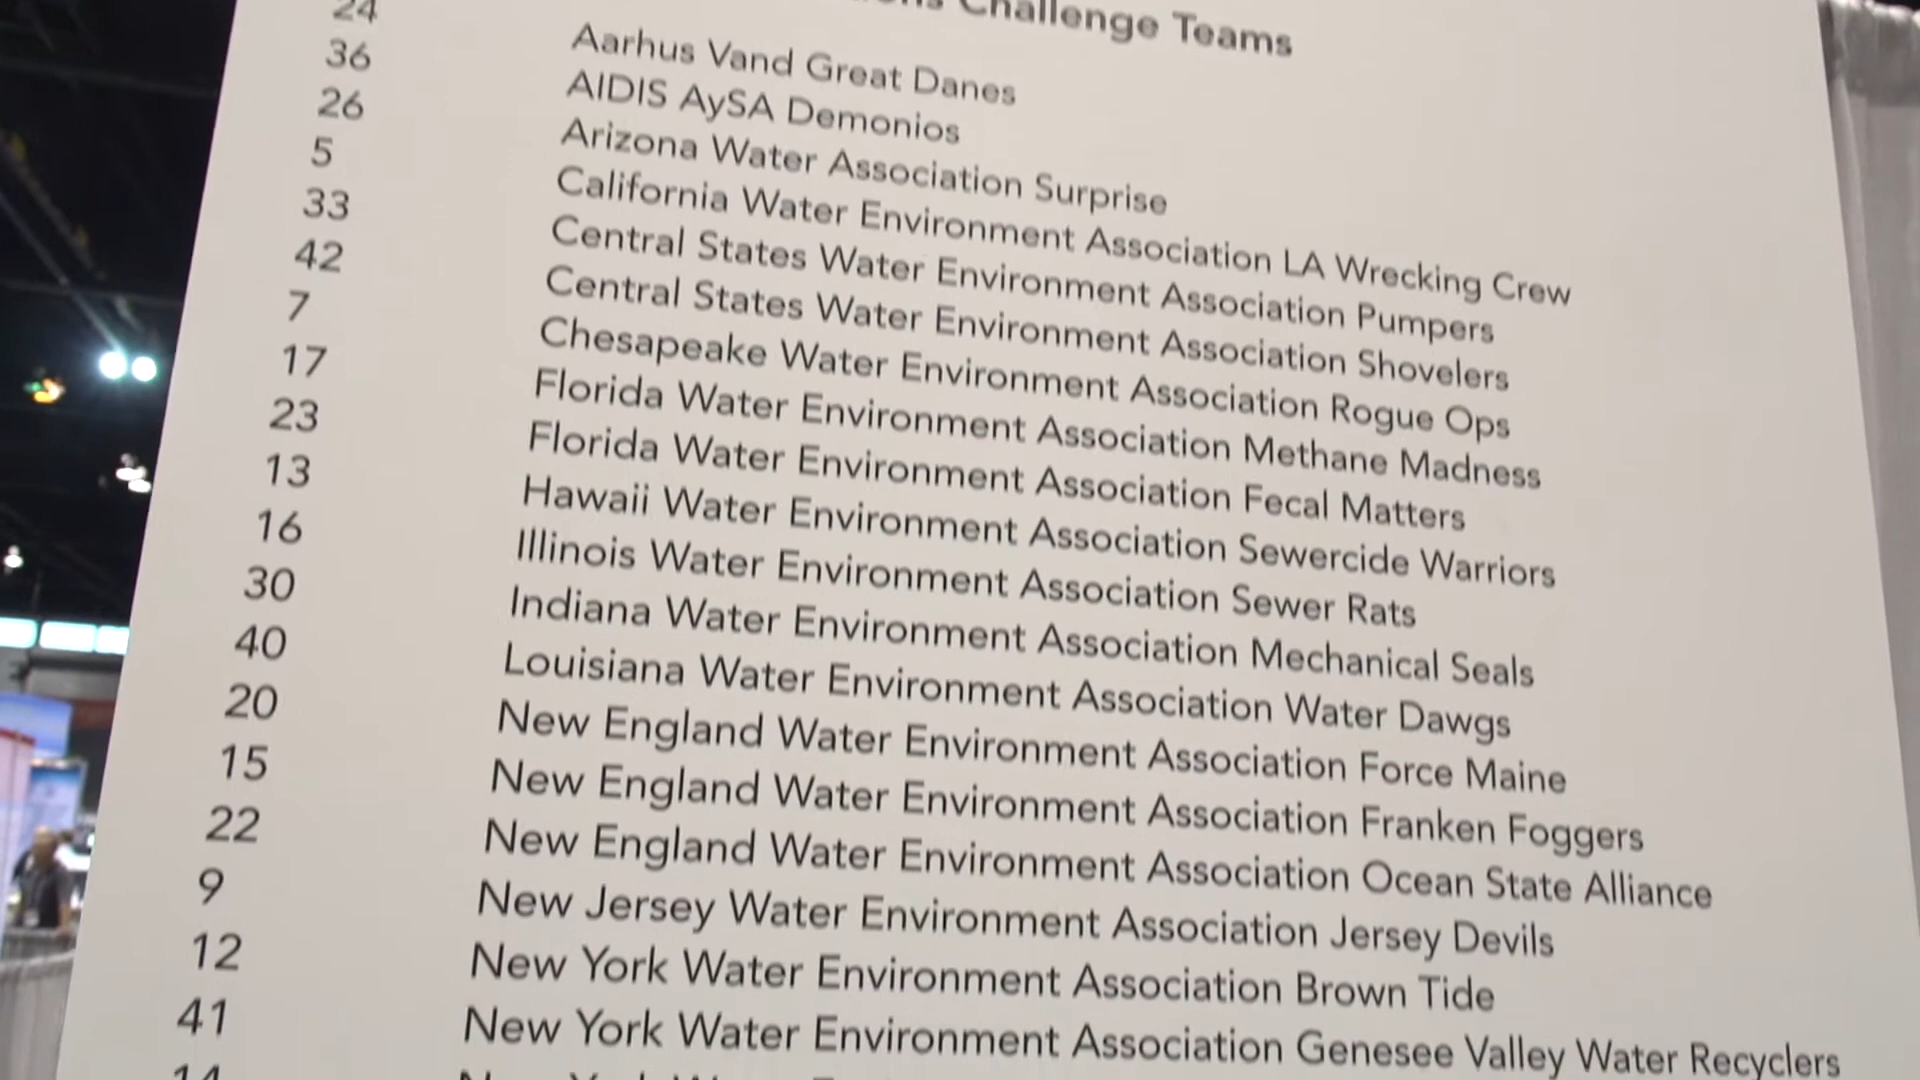 Challenge Teams
24 Aarhus Vand Great Danes
36 AIDIS AySA Demonios
26 Arizona Water Association Surprise
5 California Water Environment Association LA Wrecking Crew
33 Central States Water Environment Association Pumpers
42 Central States Water Environment Association Shovelers
7 Chesapeake Water Environment Association Rogue Ops
17 Florida Water Environment Association Methane Madness
23 Florida Water Environment Association Fecal Matters
13 Hawaii Water Environment Association Sewercide Warriors
16 Illinois Water Environment Association Sewer Rats
30 Indiana Water Environment Association Mechanical Seals
40 Louisiana Water Environment Association Water Dawgs
20 New England Water Environment Association Force Maine
15 New England Water Environment Association Franken Foggers
22 New England Water Environment Association Ocean State Alliance
9 New Jersey Water Environment Association Jersey Devils
12 New York Water Environment Association Brown Tide
41 New York Water Environment Association Genesee Valley Water Recyclers